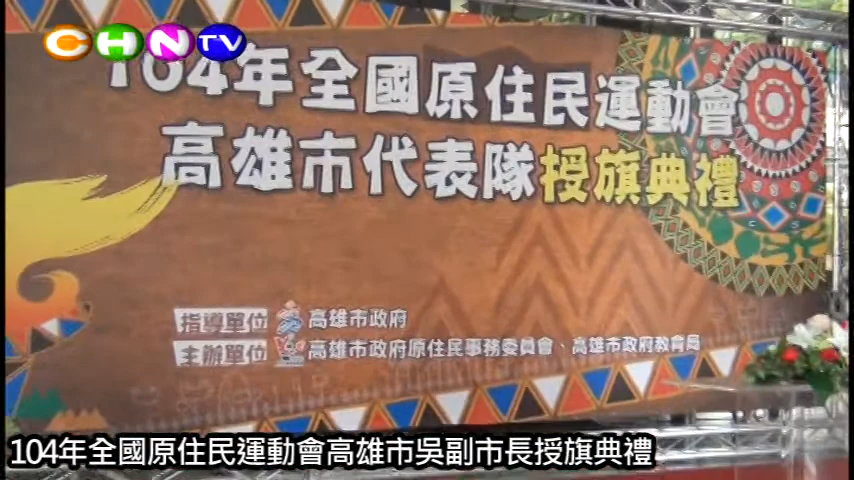 CHNTV
104年全國原住民運動會
高雄市代表隊授旗典禮
指導單位 高雄市政府
主辦單位 高雄市政府原住民事務委員會、高雄市政府教育局
104年全國原住民運動會高雄市吳副市長授旗典禮